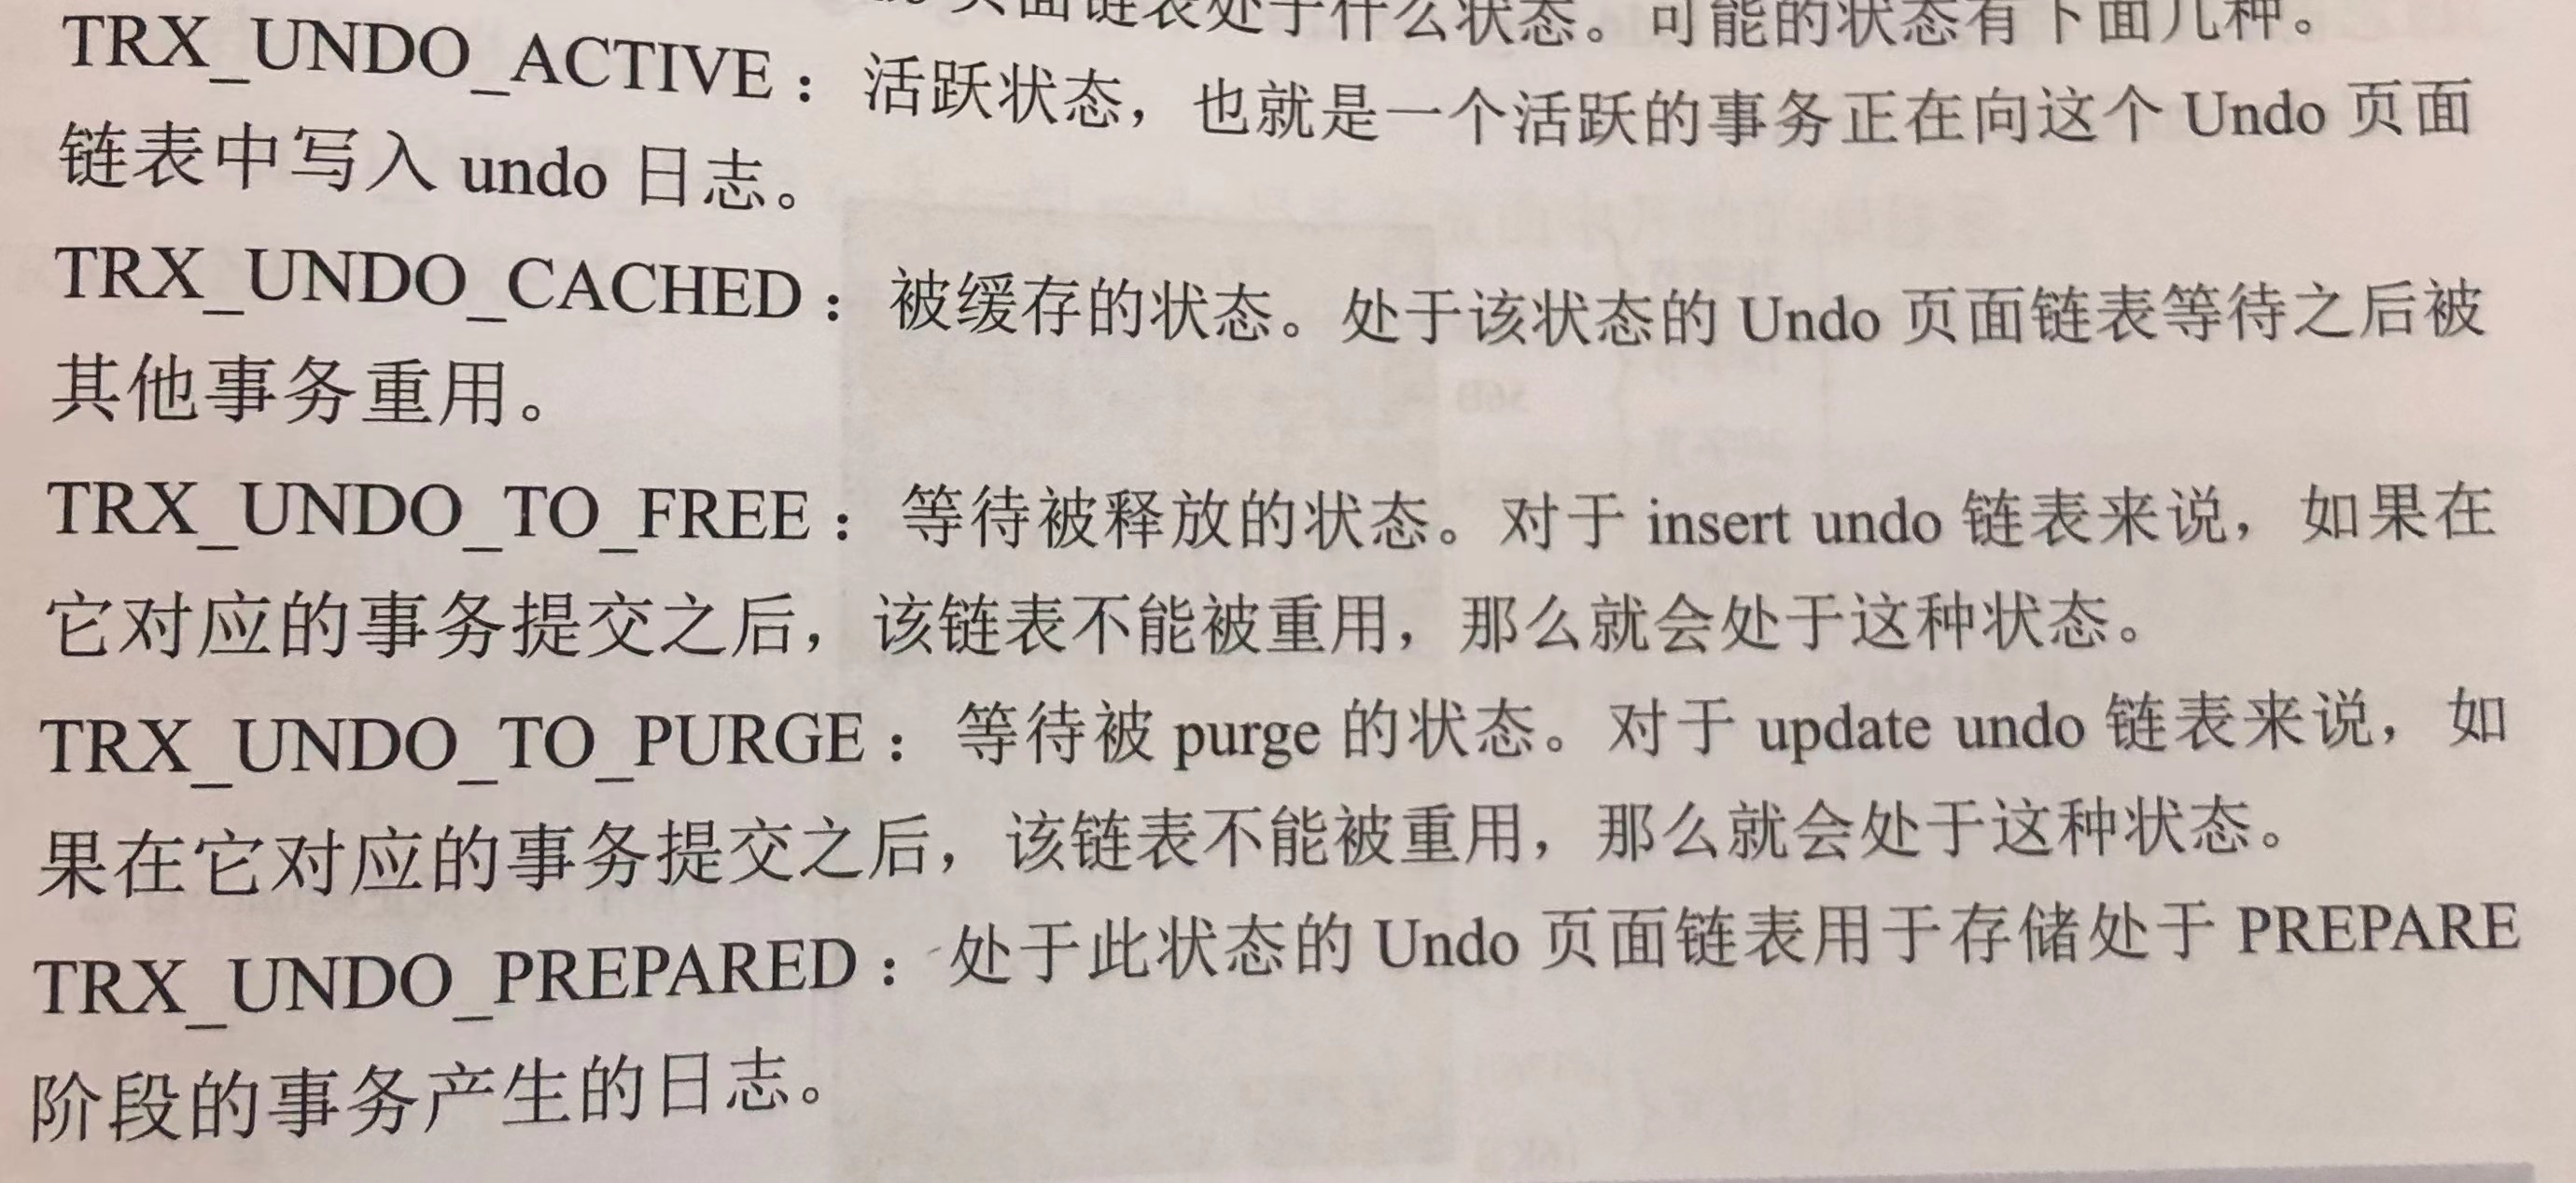 页面链表处于什么状态。可能的状态有下面几种。
TRX_UNDO_ACTIVE：活跃状态，也就是一个活跃的事务正在向这个 Undo 页面
链表中写入 undo 日志。
TRX_UNDO_CACHED：被缓存的状态。处于该状态的 Undo 页面链表等待之后被
其他事务重用。
TRX_UNDO_TO_FREE：等待被释放的状态。对于 insert undo 链表来说，如果在
它对应的事务提交之后，该链表不能被重用，那么就会处于这种状态。
TRX_UNDO_TO_PURGE：等待被 purge 的状态。对于 update undo 链表来说，如
果在它对应的事务提交之后，该链表不能被重用，那么就会处于这种状态。
TRX_UNDO_PREPARED：处于此状态的 Undo 页面链表用于存储处于 PREPARE
阶段的事务产生的日志。